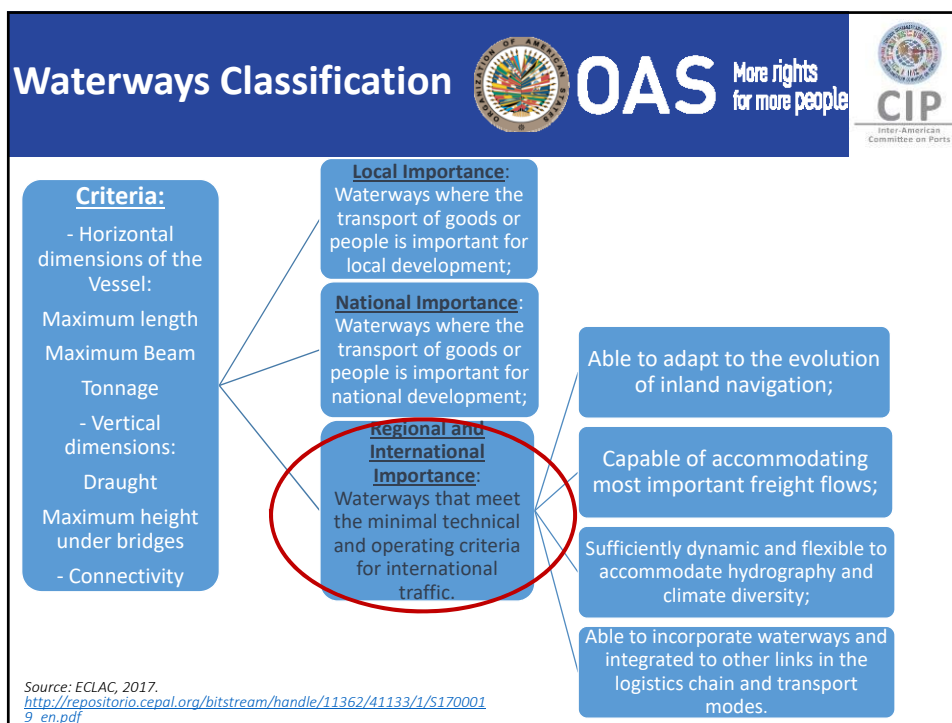 Waterways Classification
ORGANIZATION OF AMERICAN STATES
OAS
More rights
for more people
CIP
Inter-American
Committee on Ports
Criteria:
- Horizontal
dimensions of the
Vessel:
Maximum length
Maximum Beam
Tonnage
- Vertical
dimensions:
Draught
Maximum height
under bridges
- Connectivity
Local Importance:
Waterways where the
transport of goods or
people is important for
local development;
National Importance:
Waterways where the
transport of goods or
people is important for
national development;
Regional and
International
Importance:
Waterways that meet
the minimal technical
and operating criteria
for international
traffic.
Able to adapt to the evolution
of inland navigation;
Capable of accommodating
most important freight flows;
Sufficiently dynamic and flexible to
accommodate hydrography and
climate diversity;
Able to incorporate waterways and
integrated to other links in the
logistics chain and transport
modes.
Source: ECLAC, 2017.
http://repositorio.cepal.org/bitstream/handle/11362/41133/1/S170001
9_en.pdf